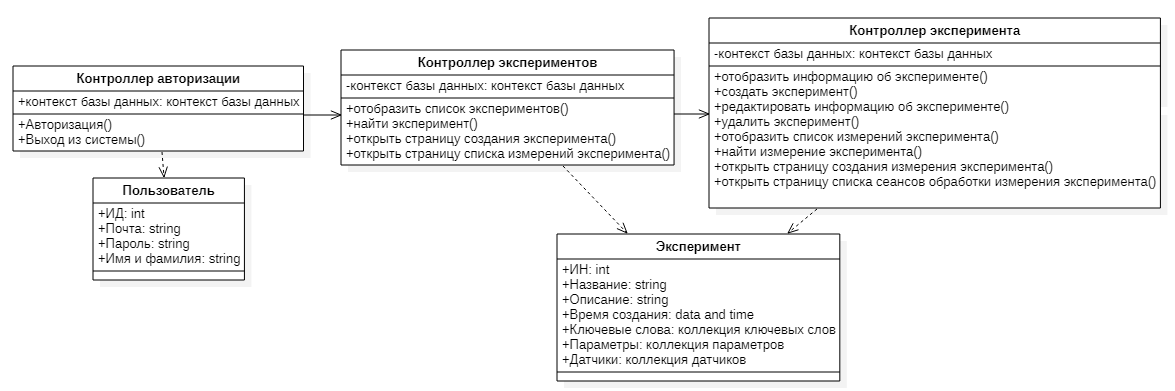 Контроллер авторизации
+контекст базы данных: контекст базы данных
+Авторизация()
+Выход из системы()
Пользователь
+ИД: int
+Почта: string
+Пароль: string
+Имя и фамилия: string
Контроллер экспериментов
-контекст базы данных: контекст базы данных
+отобразить список экспериментов()
+найти эксперимент()
+открыть страницу создания эксперимента()
+открыть страницу списка измерений эксперимента()
Контроллер эксперимента
-контекст базы данных: контекст базы данных
+отобразить информацию об эксперименте()
+создать эксперимент()
+редактировать информацию об эксперименте()
+удалить эксперимент()
+отобразить список измерений эксперимента()
+найти измерение эксперимента()
+открыть страницу создания измерения эксперимента()
+открыть страницу списка сеансов обработки измерения эксперимента()
Эксперимент
+ИН: int
+Название: string
+Описание: string
+Время создания: data and time
+Ключевые слова: коллекция ключевых слов
+Параметры: коллекция параметров
+Датчики: коллекция датчиков